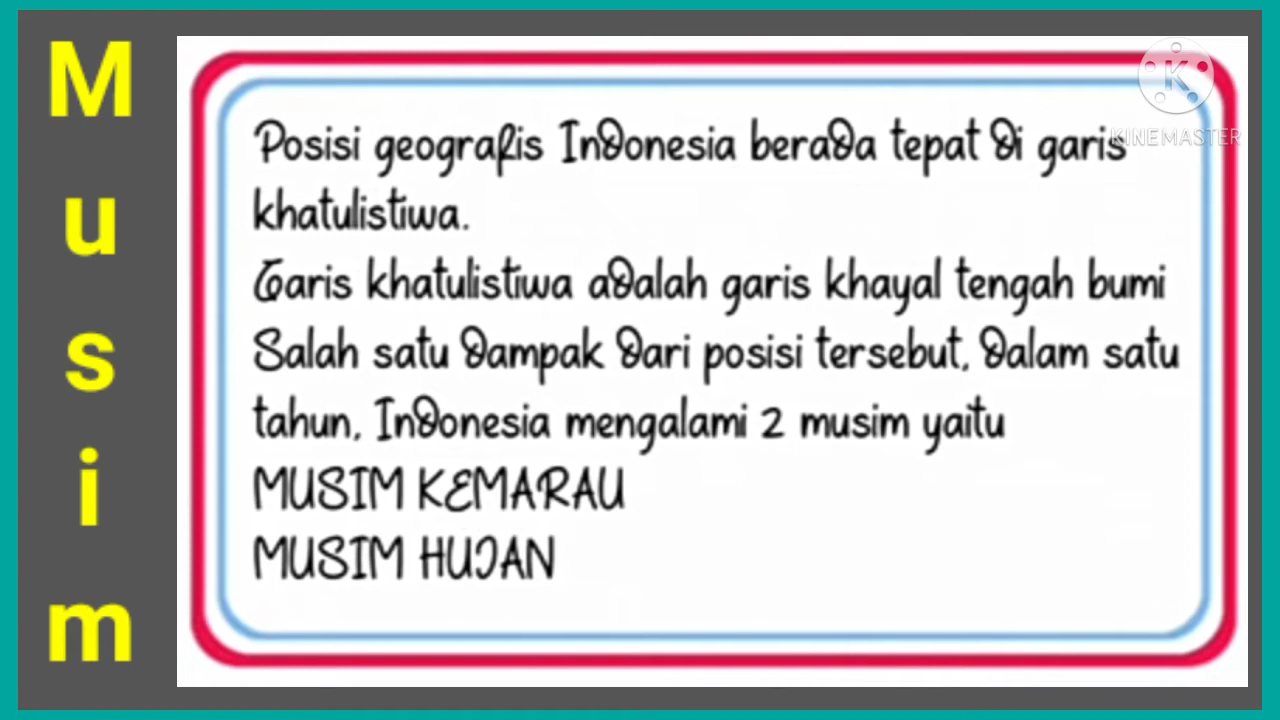 Musim
Posisi geografis Indonesia berada tepat di garis
khatulistiwa.
Garis khatulistiwa adalah garis khayal tengah bumi
Salah satu dampak dari posisi tersebut, dalam satu
tahun, Indonesia mengalami 2 musim yaitu
MUSIM KEMARAU
MUSIM HUJAN
KINEMASTER